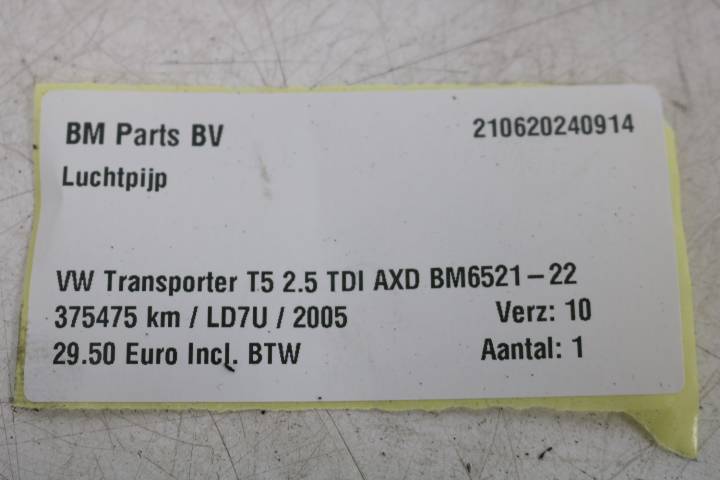 BM Parts BV 210620240914
Luchtpijp
VW Transporter T5 2.5 TDI AXD BM6521-22
375475 km / LD7U / 2005 Verz: 10
29.50 Euro Incl. BTW Aantal: 1